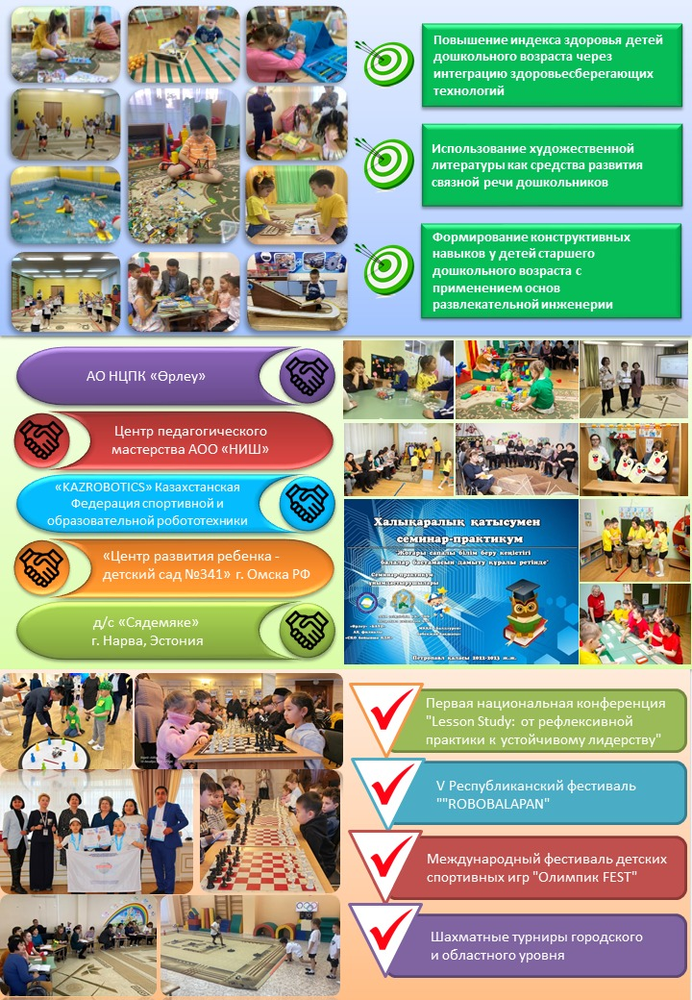 Повышение индекса здоровья детей
дошкольного возраста через
интеграцию здоровьесберегающих
технологий
Использование художественной
литературы как средства развития
связной речи дошкольников
Формирование конструктивных
навыков у детей старшего
дошкольного возраста с
применением основ
развлекательной инженерии
АО НЦПК «Өрлеу»
Центр педагогического
мастерства АОО «НИШ»
«KAZROBOTICS» Казахстанская
Федерация спортивной и
образовательной робототехники
«Центр развития ребенка -
детский сад №341» г. Омска РФ
д/с «Сядемяке»
г. Нарва, Эстония
Халықаралық қатысумен
семинар-практикум
"Жоғары сапалы білім беру кеңістігі
балалар бастамасын дамыту құралы ретінде"
Семинар-практикум
ұйымдастырушылары
Петропавл қаласы 2022-2023 ж.ж.
Первая национальная конференция
"Lesson Study: от рефлексивной
практики к устойчивому лидерству"
V Республиканский фестиваль
""ROBOBALAPAN"
Международный фестиваль детских
спортивных игр "Олимпик FEST"
Шахматные турниры городского
и областного уровня